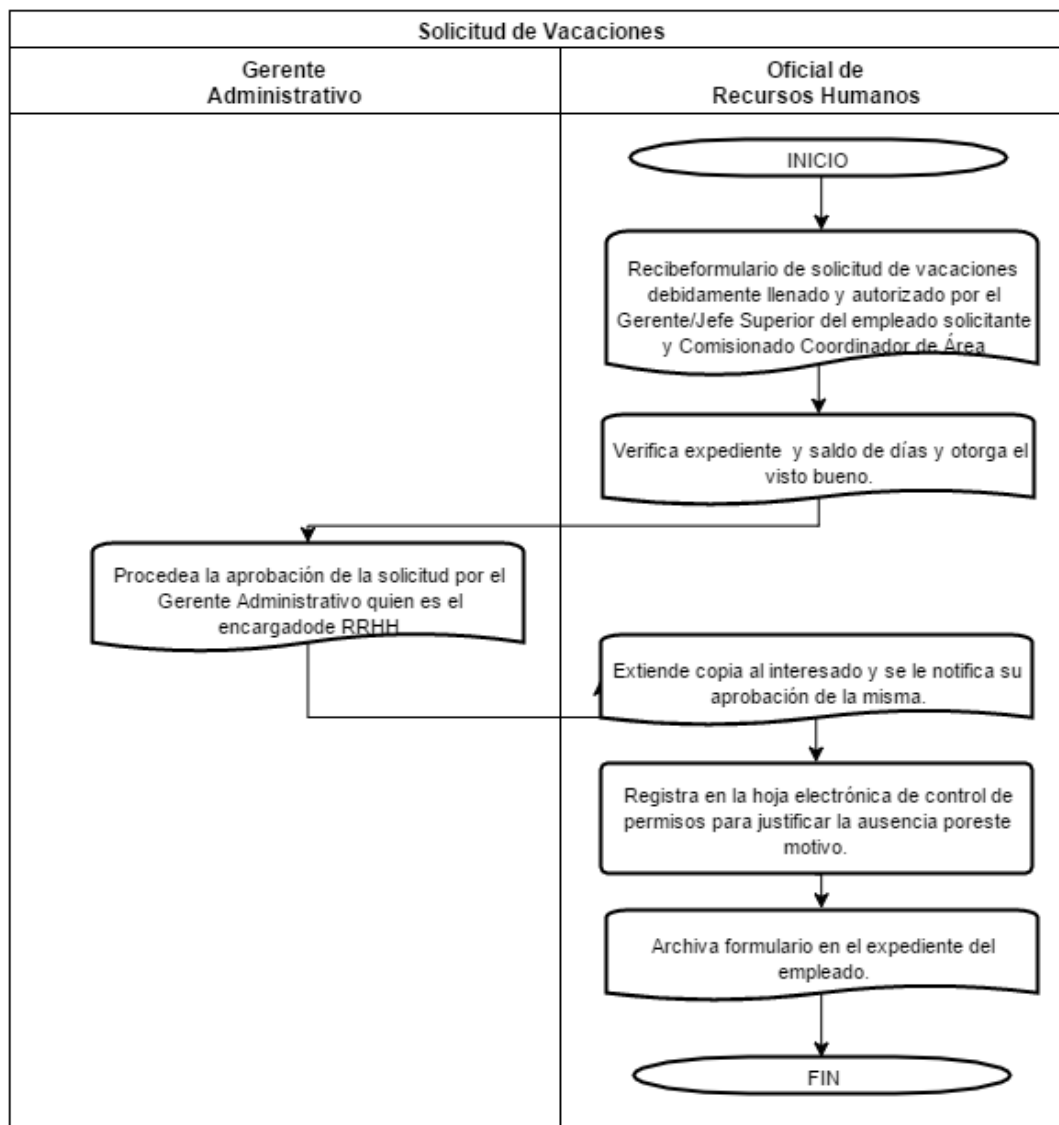 Solicitud de Vacaciones
Gerente
Administrativo
Oficial de
Recursos Humanos
INICIO
Recibeformulario de solicitud de vacaciones
debidamente llenado y autorizado por el
Gerente/Jefe Superior del empleado solicitante
y Comisionado Coordinador de Área
Verifica expediente y saldo de días y otorga el
visto bueno.
Procedea la aprobación de la solicitud por el
Gerente Administrativo quien es el
encargadode RRHH
Extiende copia al interesado y se le notifica su
aprobación de la misma.
Registra en la hoja electrónica de control de
permisos para justificar la ausencia poreste
motivo.
Archiva formulario en el expediente del
empleado.
FIN